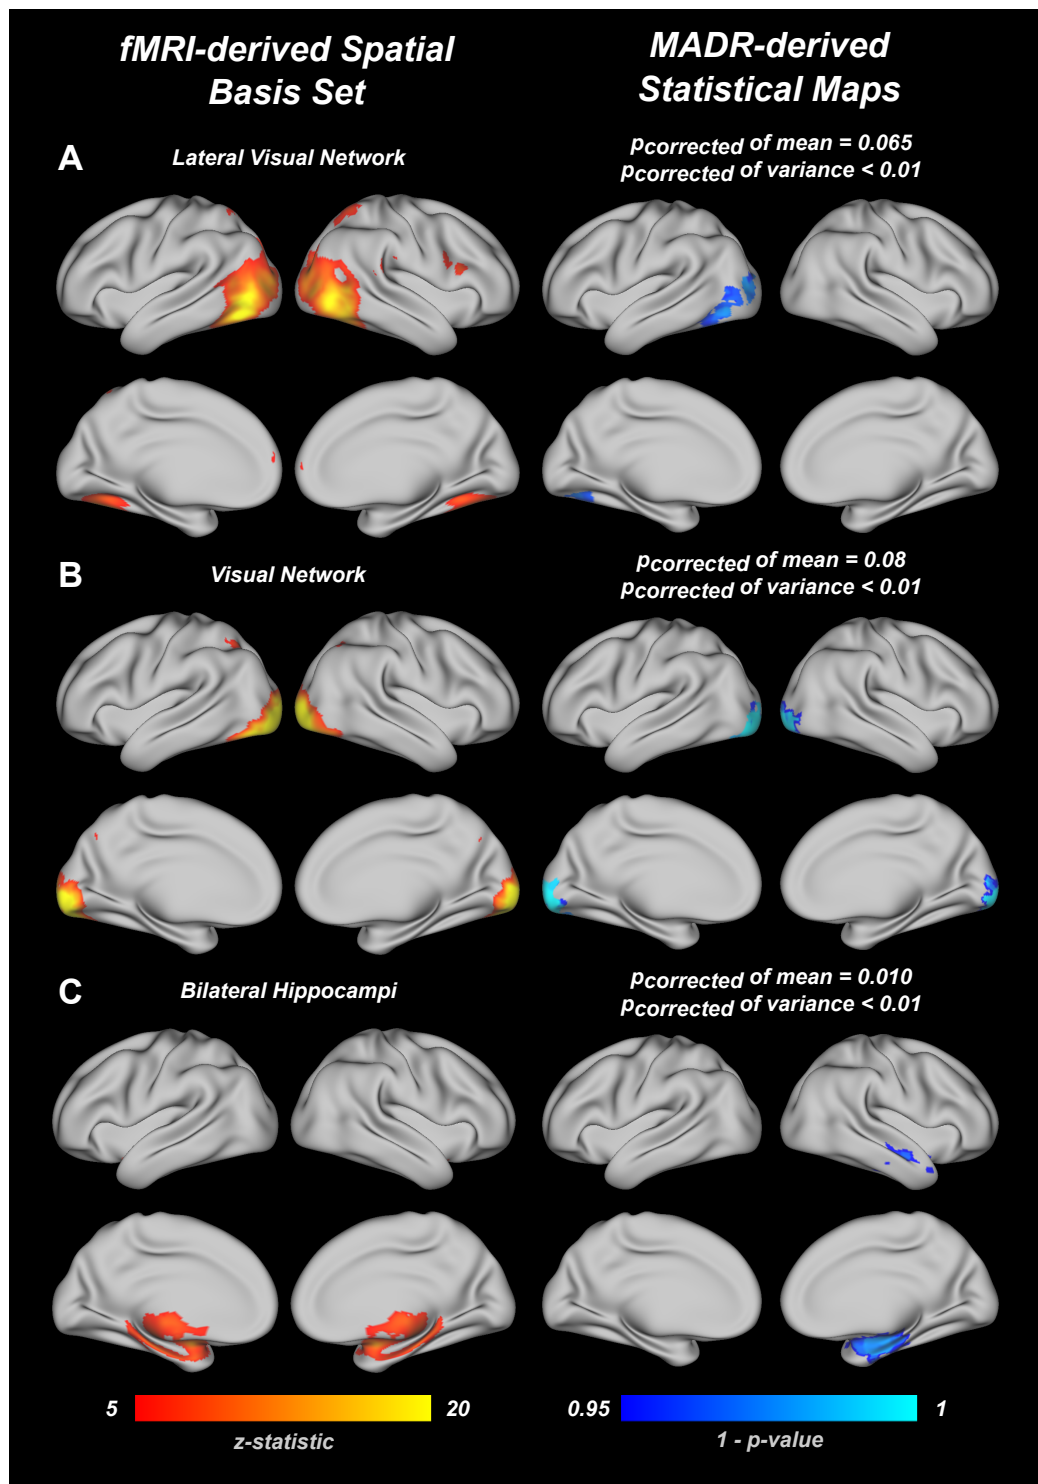 fMRI-derived Spatial
Basis Set
MADR-derived
Statistical Maps
A
Lateral Visual Network
pcorrected of mean = 0.065
pcorrected of variance < 0.01
B
Visual Network
pcorrected of mean = 0.08
pcorrected of variance < 0.01
C
Bilateral Hippocampi
pcorrected of mean = 0.010
pcorrected of variance < 0.01
5
20
z-statistic
0.95
1
1 - p-value